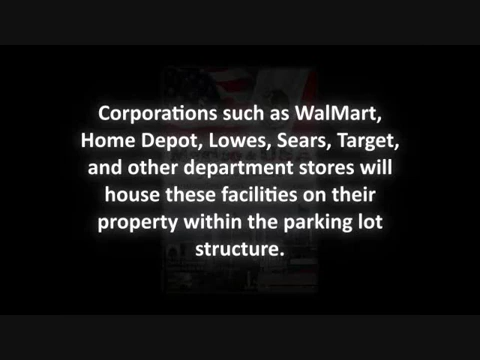 Corporations such as WalMart,
Home Depot, Lowes, Sears, Target,
and other department stores will
house these facilities on their
property within the parking lot
structure.